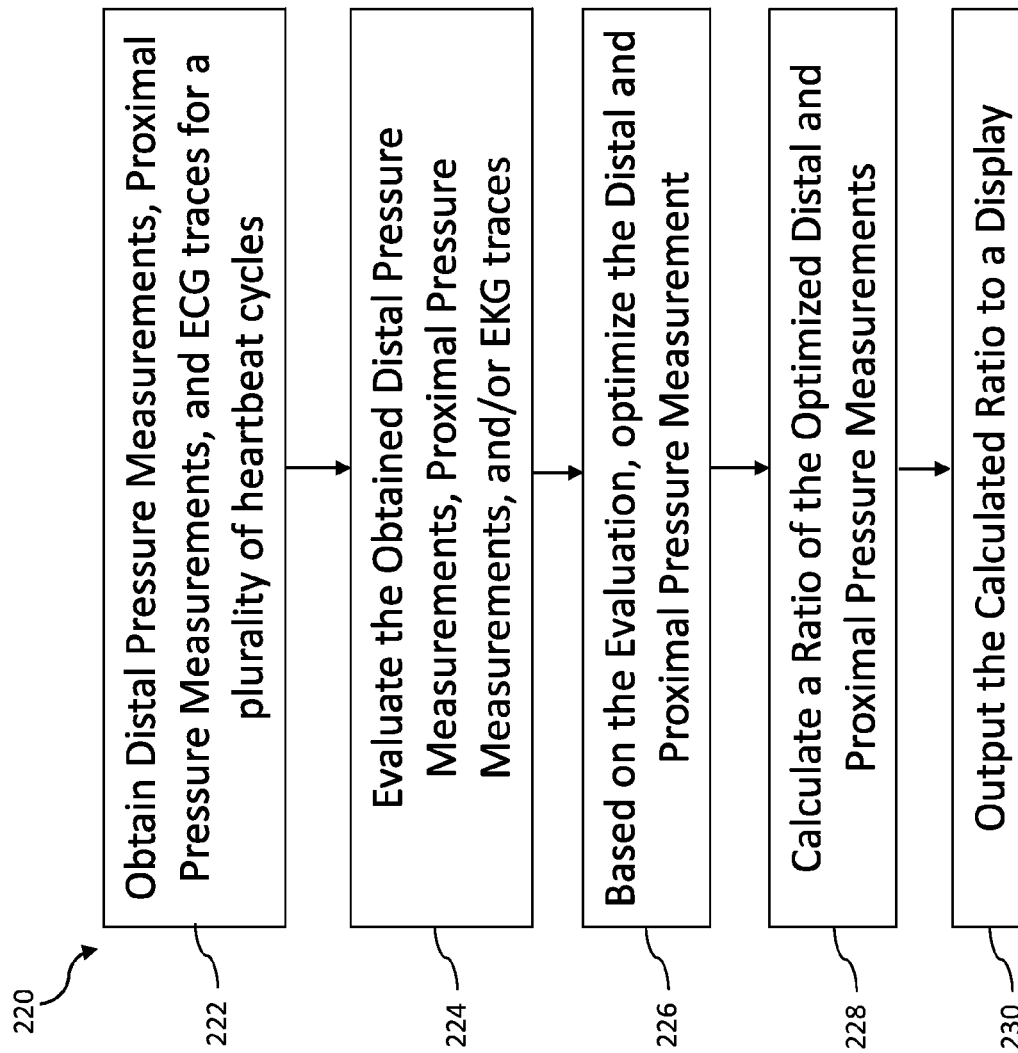 220
222
Obtain Distal Pressure Measurements, Proximal
Pressure Measurements, and ECG traces for a
plurality of heartbeat cycles
224
Evaluate the Obtained Distal Pressure
Measurements, Proximal Pressure
Measurements, and/or EKG traces
226
Based on the Evaluation, optimize the Distal and
Proximal Pressure Measurement
228
Calculate a Ratio of the Optimized Distal and
Proximal Pressure Measurements
230
Output the Calculated Ratio to a Display